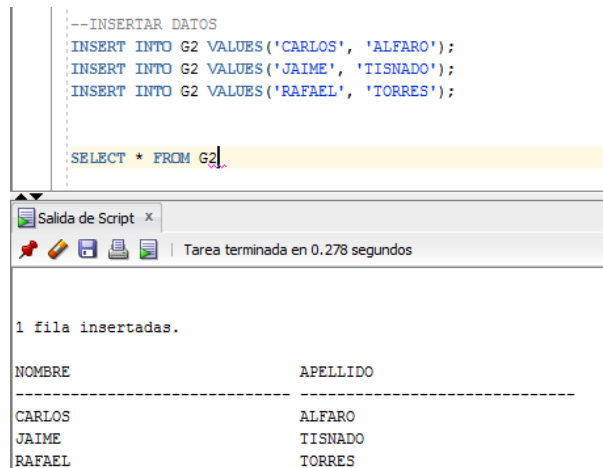 --INSERTAR DATOS
INSERT INTO G2 VALUES('CARLOS', 'ALFARO');
INSERT INTO G2 VALUES('JAIME', 'TISNADO');
INSERT INTO G2 VALUES('RAFAEL', 'TORRES');
SELECT * FROM G2
Salida de Script x
Tarea terminada en 0.278 segundos
1 fila insertadas.
NOMBRE APELLIDO
------------------------------ ------------------------------
CARLOS ALFARO
JAIME TISNADO
RAFAEL TORRES